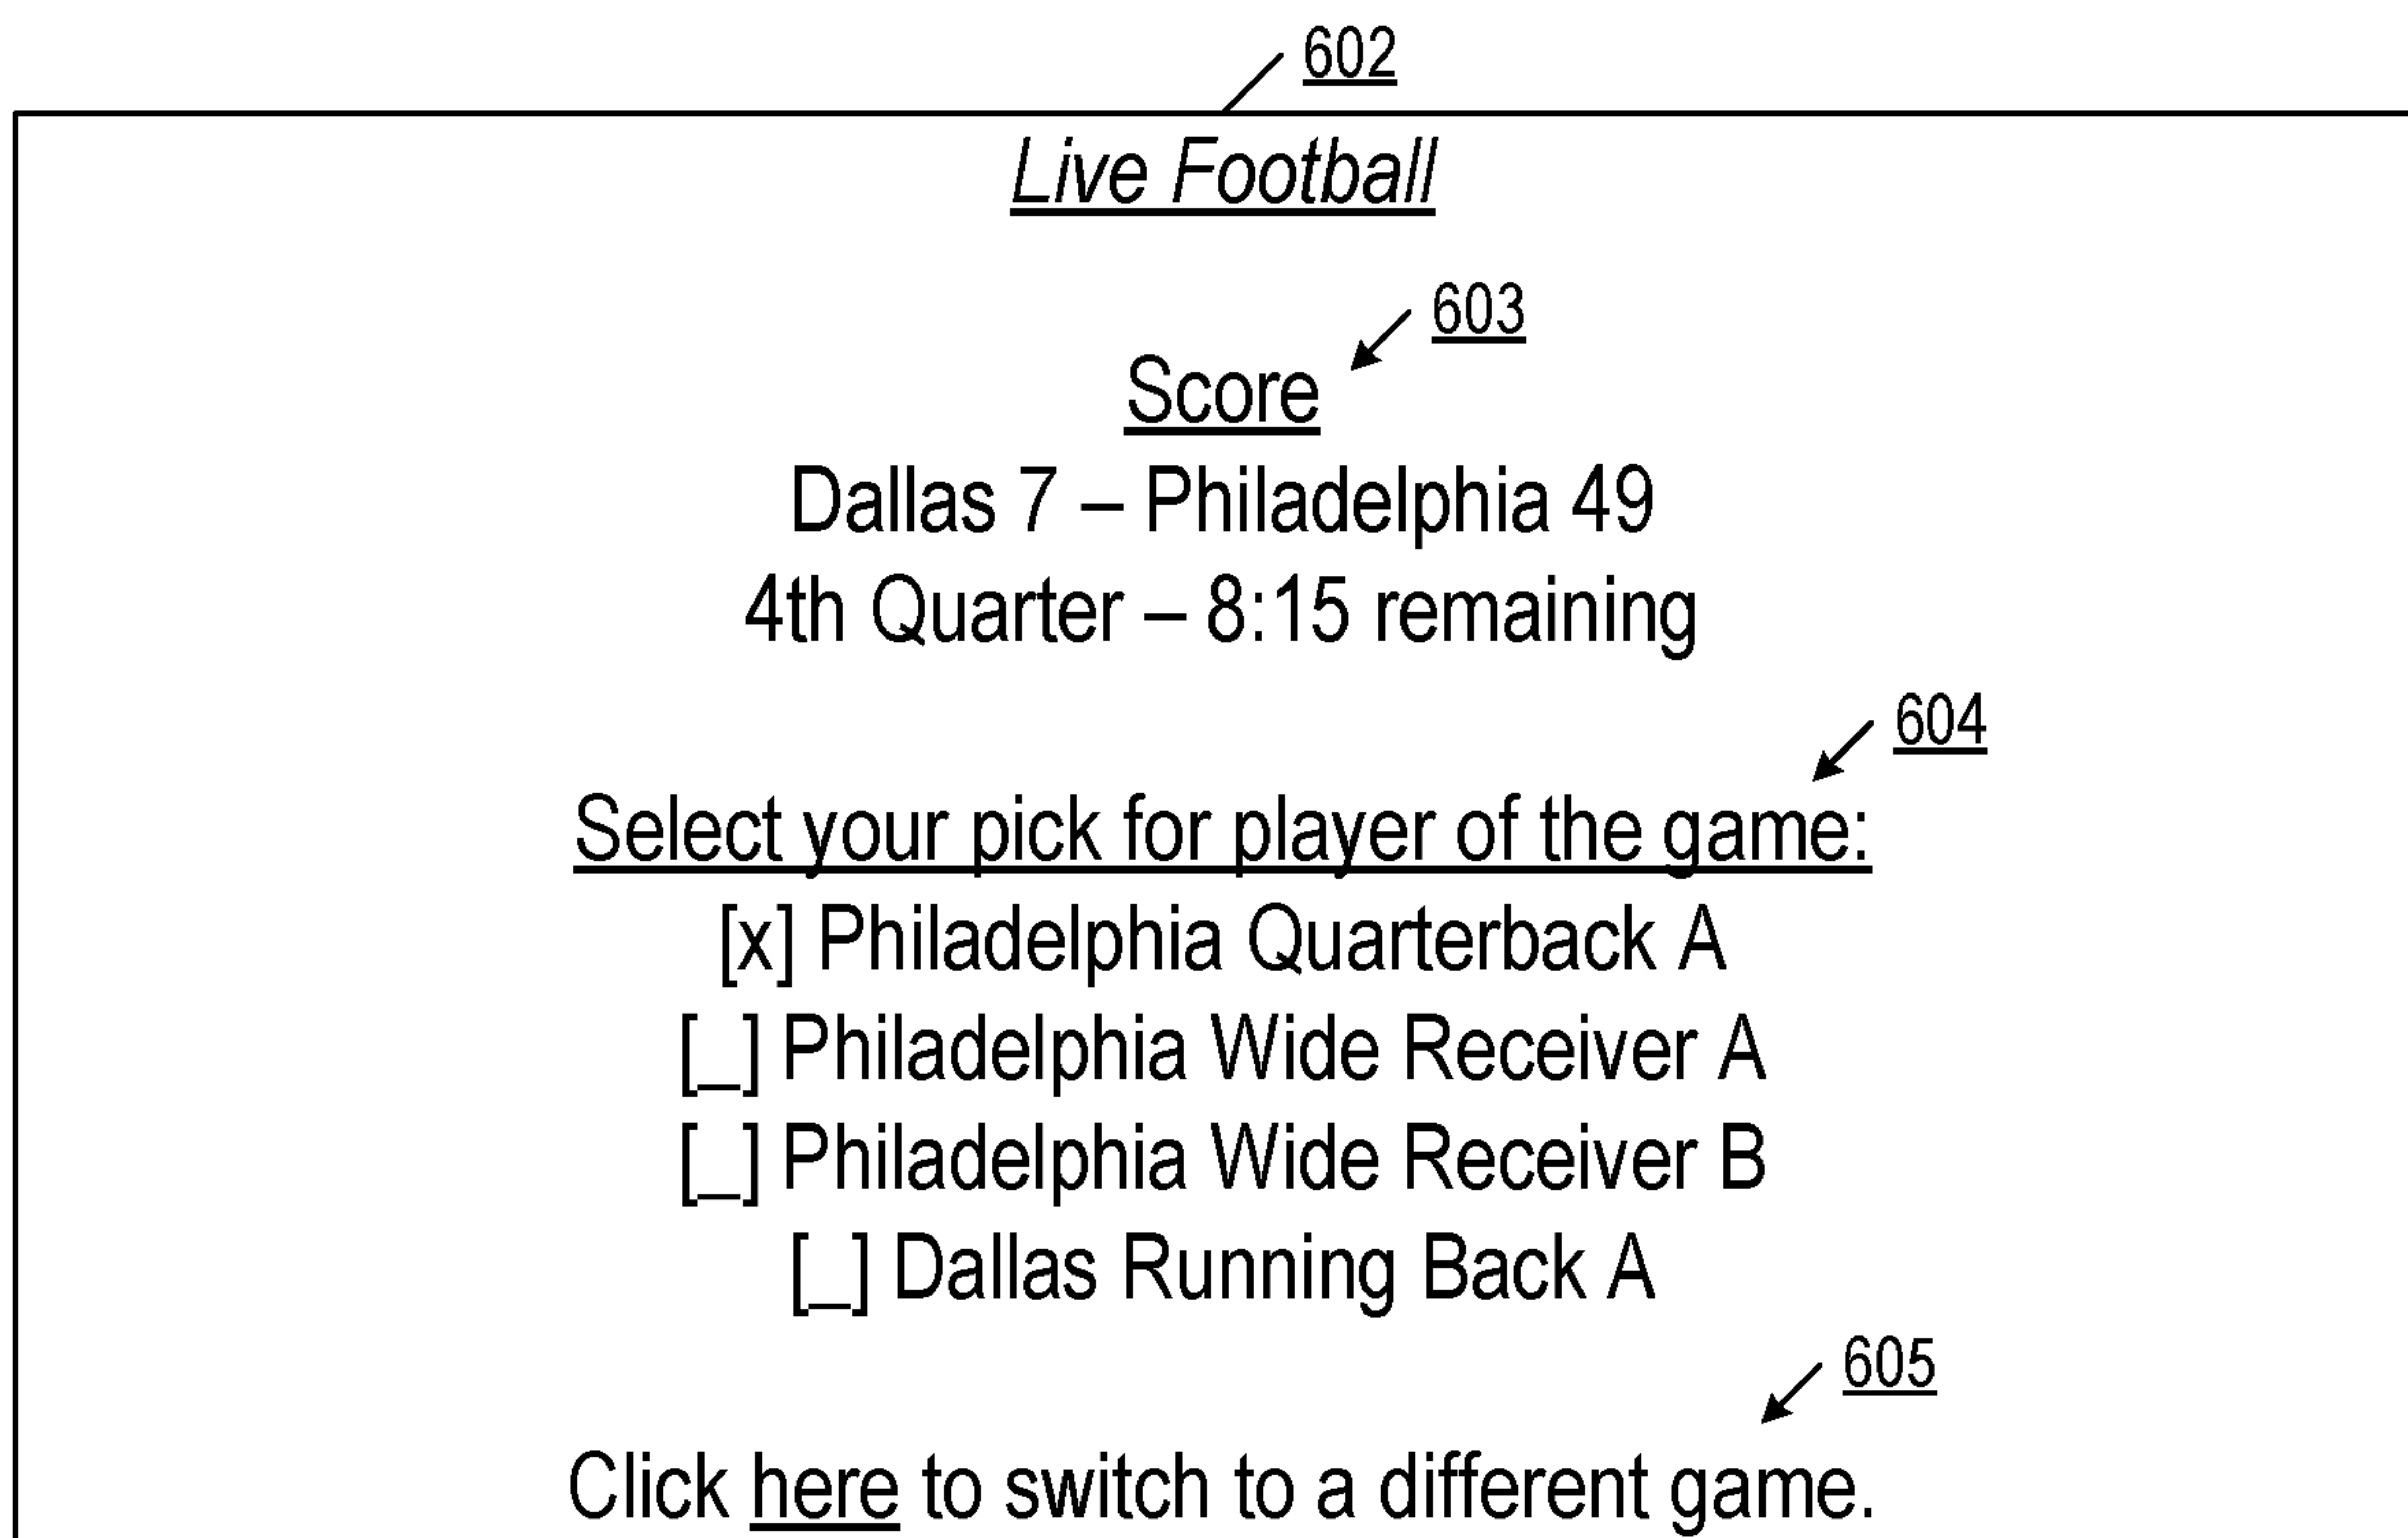 602
Live Football
603
Score
Dallas 7 – Philadelphia 49
4th Quarter – 8:15 remaining
604
Select your pick for player of the game:
[x] Philadelphia Quarterback A
[_] Philadelphia Wide Receiver A
[_] Philadelphia Wide Receiver B
[_] Dallas Running Back A
605
Click here to switch to a different game.